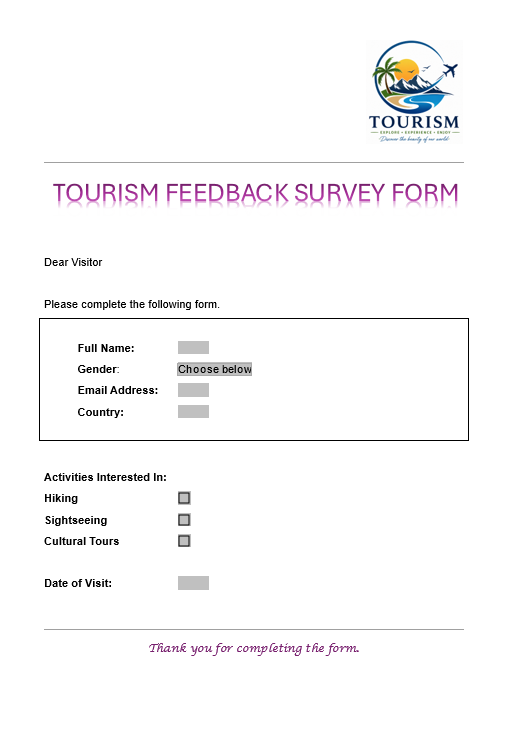 TOURISM
EXPLORE • EXPERIENCE • ENJOY
Discover the beauty of our world!
TOURISM FEEDBACK SURVEY FORM
Dear Visitor
Please complete the following form.
Full Name:
Gender: Choose below
Email Address:
Country:
Activities Interested In:
Hiking
Sightseeing
Cultural Tours
Date of Visit:
Thank you for completing the form.